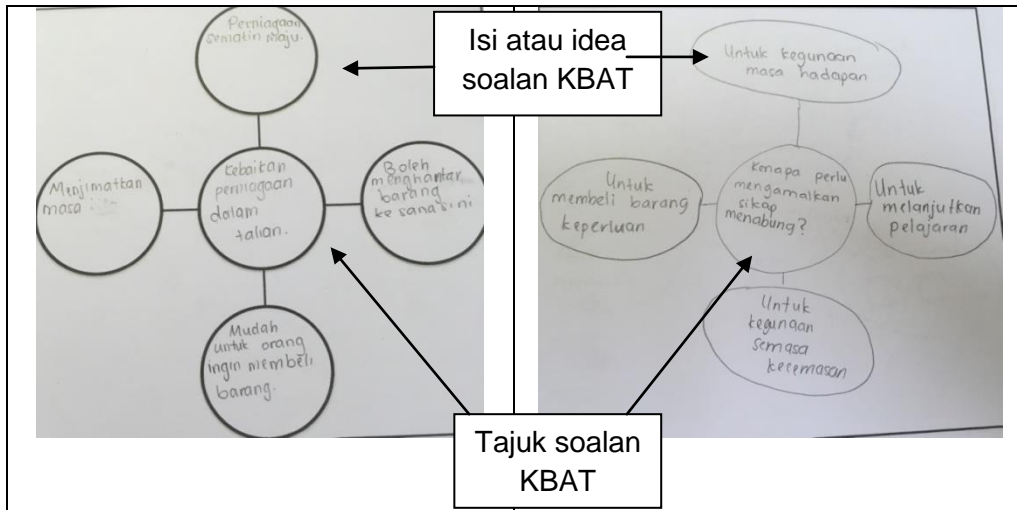 Isi atau idea
soalan KBAT
Perniagaan
sematin maju.
Menjimatkan
masa
Kebaikan
perniagaan
dalam
talian.
Boleh
menghantar
barang
ke sana sini
Mudah
untuk orang
ingin membeli
barang.
Untuk kegunaan
masa hadapan
Untuk
membeli barang
keperluan
Kenapa perlu
mengamalkan
sikap
menabung?
Untuk
melanjutkan
pelajaran
Untuk
kegunaan
semasa
kecemasan
Tajuk soalan
KBAT